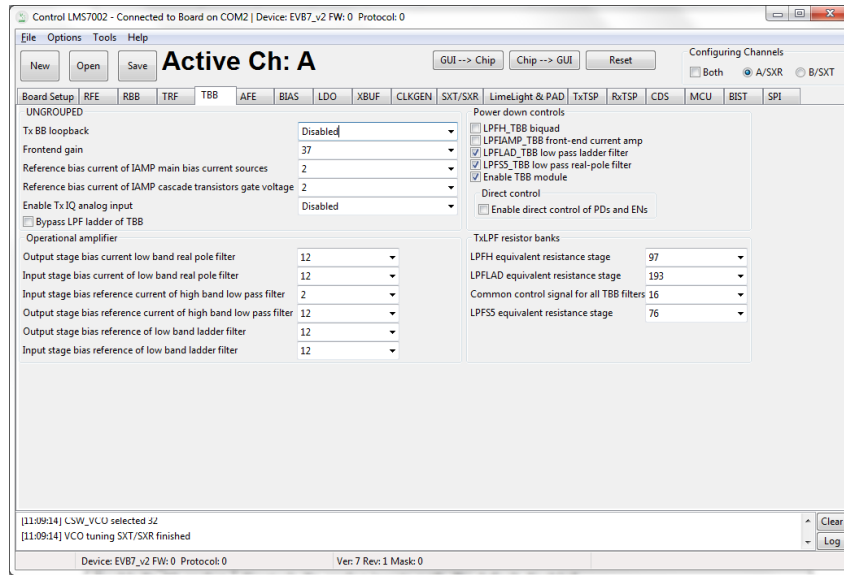 Control LMS7002 - Connected to Board on COM2 | Device: EVB7_v2 FW: 0 Protocol: 0
File Options Tools Help
New Open Save Active Ch: A GUI --> Chip Chip --> GUI Reset Configuring Channels
Both A/SXR B/SXT
Board Setup RFE RBB TRF TBB AFE BIAS LDO XBUF CLKGEN SXT/SXR LimeLight & PAD TxTSP RxTSP CDS MCU BIST SPI
UNGROUPED
Tx BB loopback Disabled
Frontend gain 37
Reference bias current of IAMP main bias current sources 2
Reference bias current of IAMP cascade transistors gate voltage 2
Enable Tx IQ analog input Disabled
Bypass LPF ladder of TBB
Power down controls
LPFH_TBB biquad
LPFIAMP_TBB front-end current amp
LPFLAD_TBB low pass ladder filter
LPFS5_TBB low pass real-pole filter
Enable TBB module
Direct control
Enable direct control of PDs and ENs
Operational amplifier
Output stage bias current low band real pole filter 12
Input stage bias current of low band real pole filter 12
Input stage bias reference current of high band low pass filter 2
Output stage bias reference current of high band low pass filter 12
Output stage bias reference of low band ladder filter 12
Input stage bias reference of low band ladder filter 12
TxLPF resistor banks
LPFH equivalent resistance stage 97
LPFLAD equivalent resistance stage 193
Common control signal for all TBB filters 16
LPFS5 equivalent resistance stage 76
[11:09:14] CSW_VCO selected 32
[11:09:14] VCO tuning SXT/SXR finished
Clear
Log
Device: EVB7_v2 FW: 0 Protocol: 0 Ver: 7 Rev: 1 Mask: 0